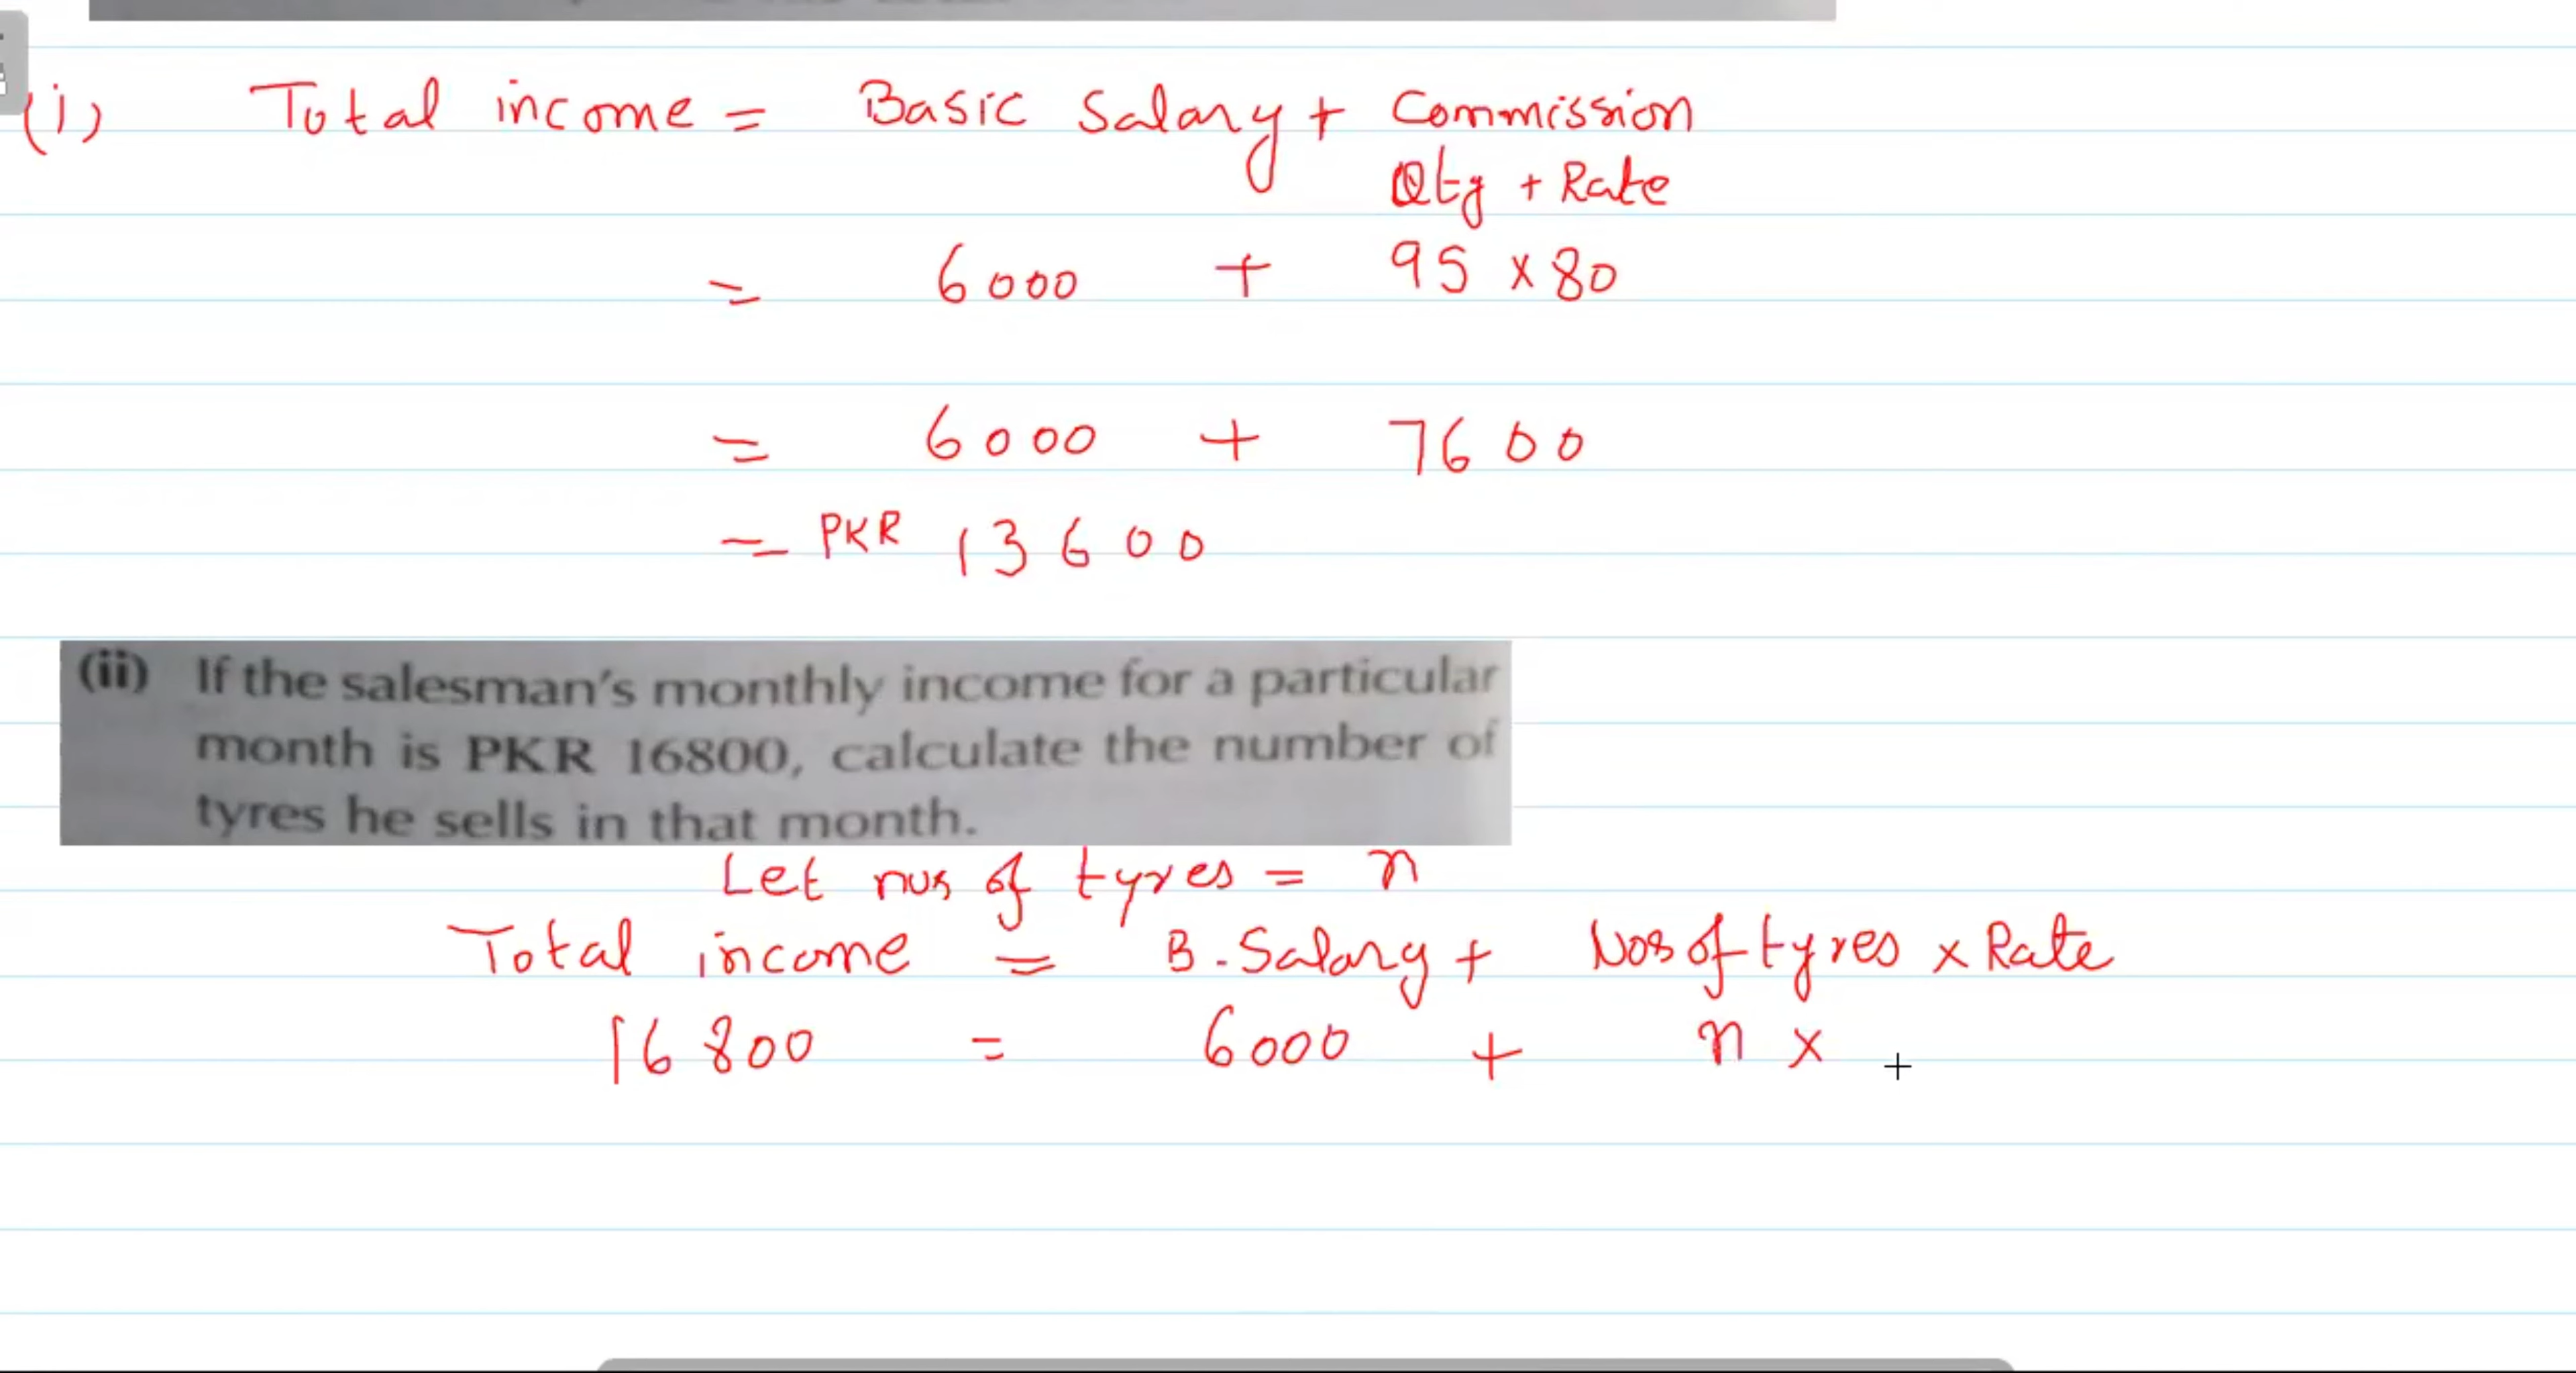 (i) Total income = Basic Salary + Commission
Qty + Rate
= 6000 + 95 × 80
= 6000 + 7600
= PKR 13600
(ii) If the salesman's monthly income for a particular
month is PKR 16800, calculate the number of
tyres he sells in that month.
Let nos of tyres = n
Total income = B. Salary + Nos of tyres × Rate
16800 = 6000 + n ×